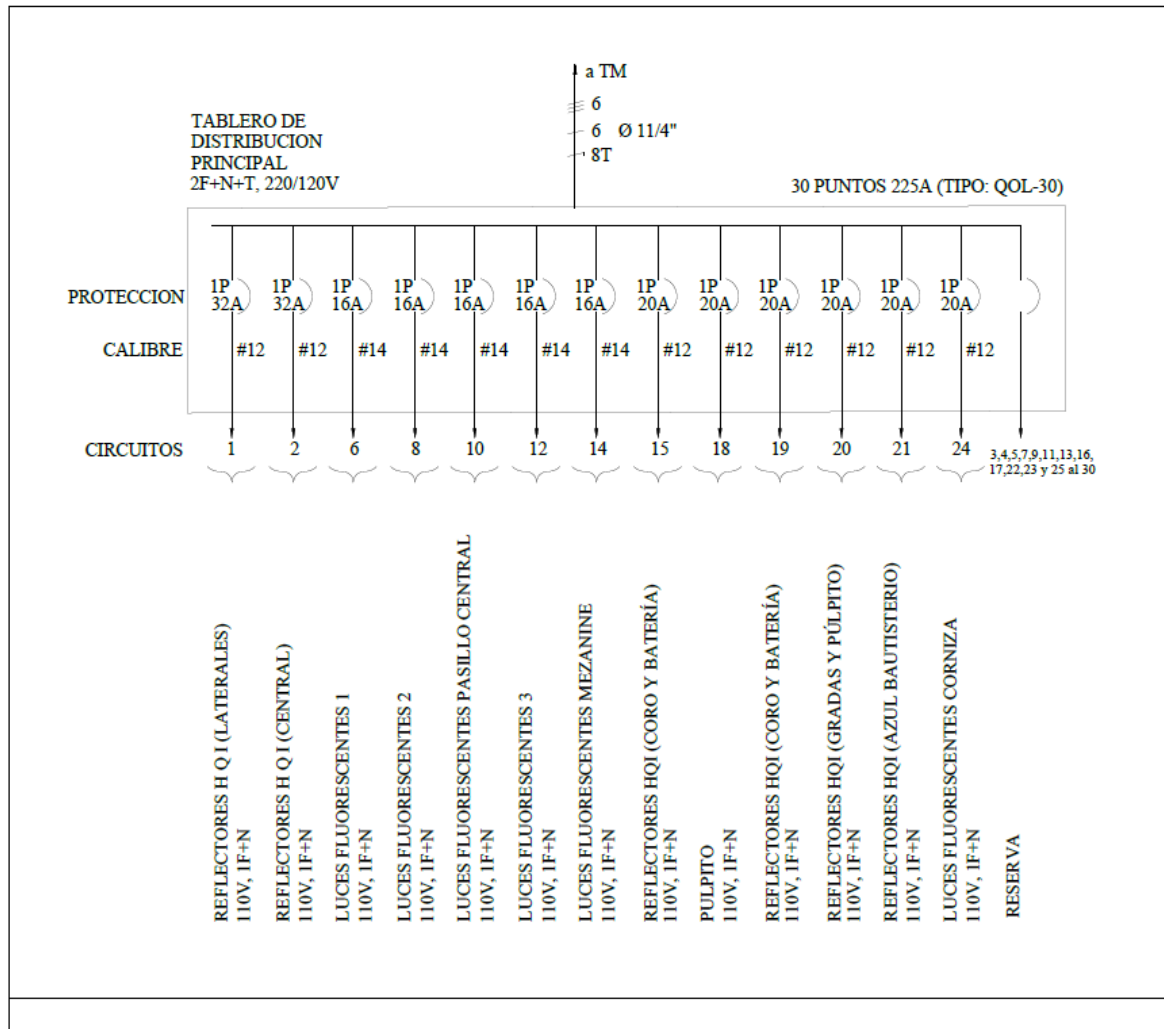 a TM
6
6 Ø 11/4"
8T
TABLERO DE
DISTRIBUCION
PRINCIPAL
2F+N+T, 220/120V
30 PUNTOS 225A (TIPO: QOL-30)
PROTECCION
1P 1P 1P 1P 1P 1P 1P 1P 1P 1P 1P 1P 1P
32A 32A 16A 16A 16A 16A 16A 20A 20A 20A 20A 20A 20A
CALIBRE #12 #12 #14 #14 #14 #14 #14 #12 #12 #12 #12 #12 #12
CIRCUITOS 1 2 6 8 10 12 14 15 18 19 20 21 24
3,4,5,7,9,11,13,16,
17,22,23 y 25 al 30
REFLECTORES H Q I (LATERALES)
110V, 1F+N
REFLECTORES H Q I (CENTRAL)
110V, 1F+N
LUCES FLUORESCENTES 1
110V, 1F+N
LUCES FLUORESCENTES 2
110V, 1F+N
LUCES FLUORESCENTES PASILLO CENTRAL
110V, 1F+N
LUCES FLUORESCENTES 3
110V, 1F+N
LUCES FLUORESCENTES MEZANINE
110V, 1F+N
REFLECTORES HQI (CORO Y BATERÍA)
110V, 1F+N
PULPITO
110V, 1F+N
REFLECTORES HQI (CORO Y BATERÍA)
110V, 1F+N
REFLECTORES HQI (GRADAS Y PÚLPITO)
110V, 1F+N
REFLECTORES HQI (AZUL BAUTISTERIO)
110V, 1F+N
LUCES FLUORESCENTES CORNIZA
110V, 1F+N
RESERVA